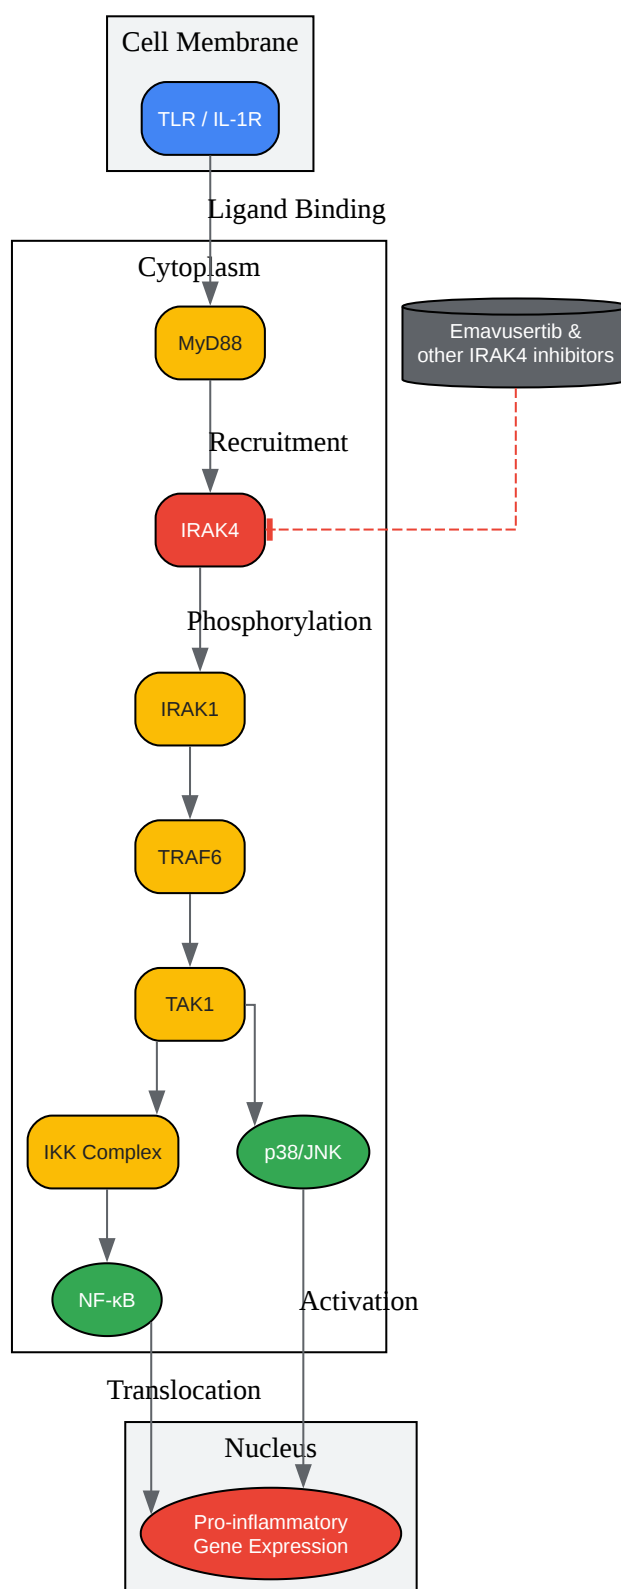 Cell Membrane
TLR / IL-1R
Ligand Binding
Cytoplasm
MyD88
Emavusertib &
other IRAK4 inhibitors
Recruitment
IRAK4
Phosphorylation
IRAK1
TRAF6
TAK1
IKK Complex
p38/JNK
NF-κB
Activation
Translocation
Nucleus
Pro-inflammatory
Gene Expression